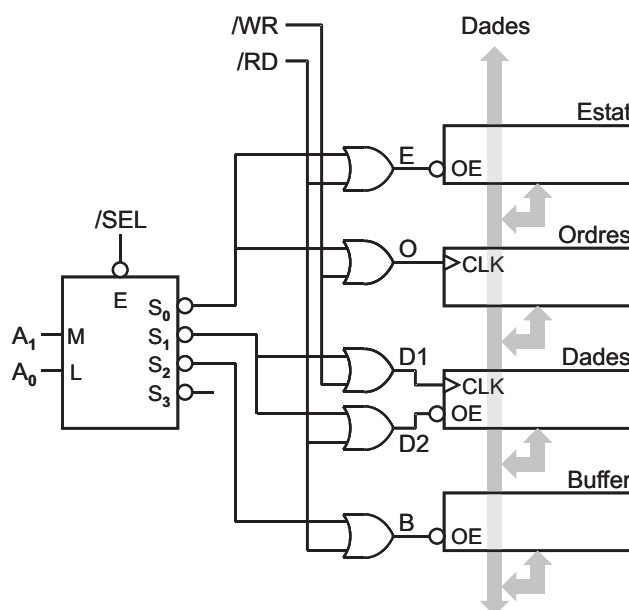 /WR
Dades
/RD
Estat
E
OE
/SEL
Ordres
O
CLK
E
S0
A1
M
S1
Dades
D1
A0
L
S2
CLK
S3
OE
D2
Buffer
B
OE